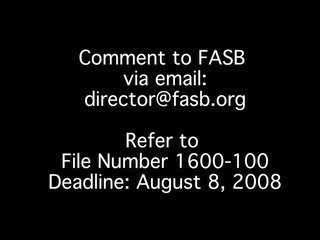 Comment to FASB
via email:
director@fasb.org
Refer to
File Number 1600-100
Deadline: August 8, 2008